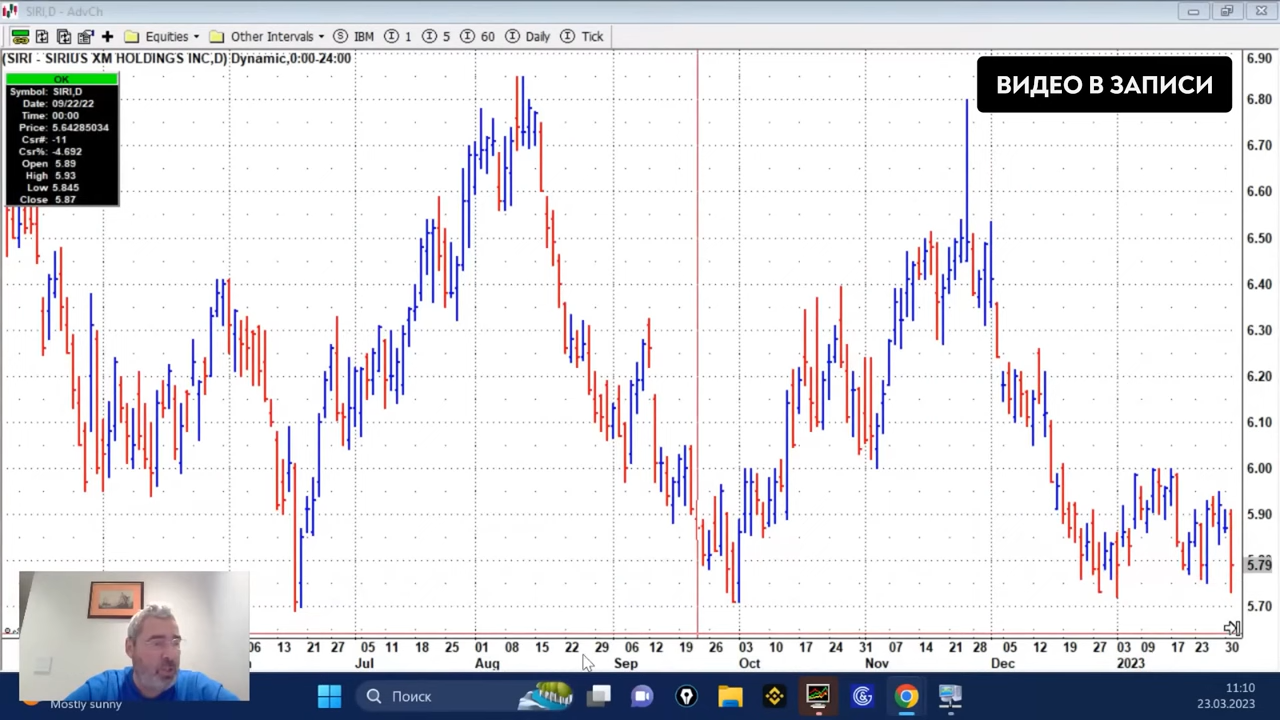 SIRI,D - AdvCh
Equities
Other Intervals
S IBM
I 1
I 5
I 60
I Daily
I Tick
(SIRI - SIRIUS XM HOLDINGS INC,D) Dynamic,0:00-24:00
ВИДЕО В ЗАПИСИ
OK
Symbol: SIRI,D
Date: 09/22/22
Time: 00:00
Price: 5.64285034
Csr#: -11
Csr%: -4.692
Open 5.89
High 5.93
Low 5.845
Close 5.87
6.90
6.80
6.70
6.60
6.50
6.40
6.30
6.20
6.10
6.00
5.90
5.79
5.70
06 13 21 27 05 11 18 25 01 08 15 22 29 06 12 19 26 03 10 17 24 31 07 14 21 28 05 12 19 27 03 09 17 23 30
Jul Aug Sep Oct Nov Dec 2023
Mostly sunny
Поиск
11:10
23.03.2023